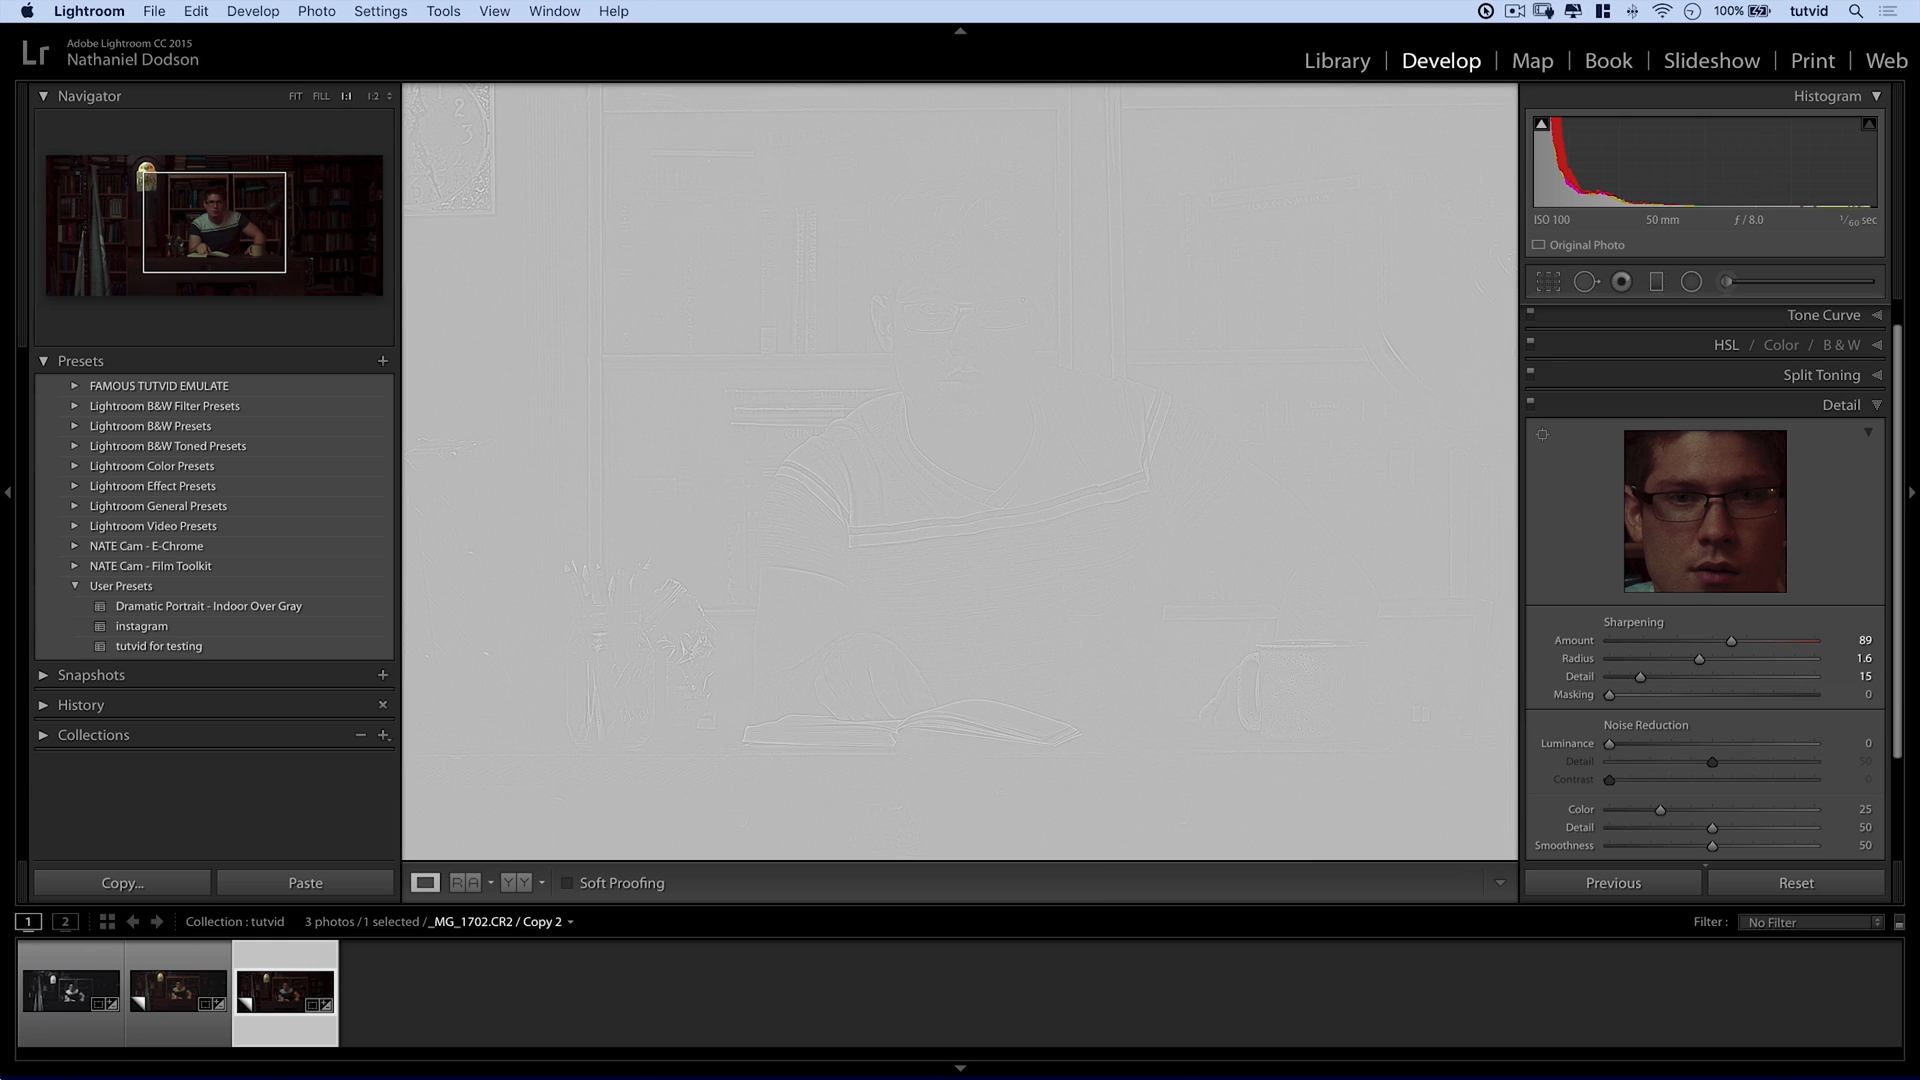 Lightroom File Edit Develop Photo Settings Tools View Window Help 100% tutvid
Lr Adobe Lightroom CC 2015
Nathaniel Dodson
Library | Develop | Map | Book | Slideshow | Print | Web
Navigator FIT FILL 1:1 1:2
Presets +
FAMOUS TUTVID EMULATE
Lightroom B&W Filter Presets
Lightroom B&W Presets
Lightroom B&W Toned Presets
Lightroom Color Presets
Lightroom Effect Presets
Lightroom General Presets
Lightroom Video Presets
NATE Cam - E-Chrome
NATE Cam - Film Toolkit
User Presets
Dramatic Portrait - Indoor Over Gray
instagram
tutvid for testing
Snapshots +
History ×
Collections − +
Copy... Paste
2
3
Histogram
ISO 100 50 mm ƒ / 8.0 1/60 sec
Original Photo
Tone Curve
HSL / Color / B & W
Split Toning
Detail
Sharpening
Amount 89
Radius 1.6
Detail 15
Masking 0
Noise Reduction
Luminance 0
Detail 50
Contrast 0
Color 25
Detail 50
Smoothness 50
Previous Reset
R A Y Y Soft Proofing
1 2 Collection : tutvid 3 photos / 1 selected / _MG_1702.CR2 / Copy 2 Filter : No Filter